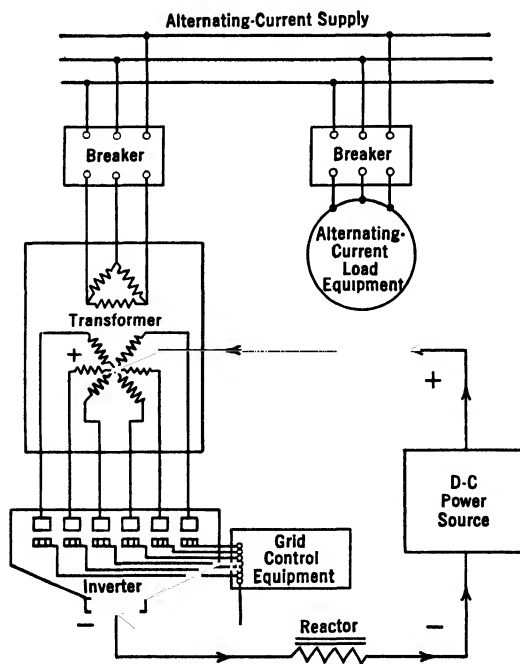 Alternating-Current Supply
Breaker
Breaker
Alternating-
Current
Load
Equipment
Transformer
+
+
D-C
Power
Source
Grid
Control
Equipment
Inverter
−
Reactor
−